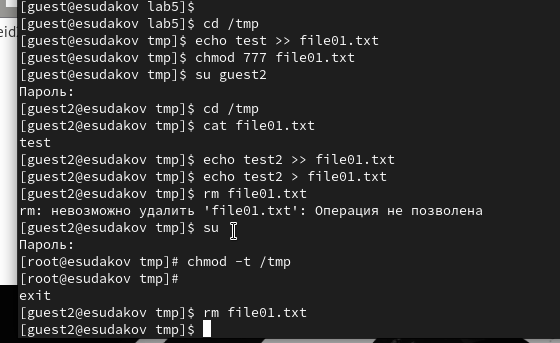 [guest@esudakov lab5]$
[guest@esudakov lab5]$ cd /tmp
[guest@esudakov tmp]$ echo test >> file01.txt
[guest@esudakov tmp]$ chmod 777 file01.txt
[guest@esudakov tmp]$ su guest2
Пароль:
[guest2@esudakov tmp]$ cd /tmp
[guest2@esudakov tmp]$ cat file01.txt
test
[guest2@esudakov tmp]$ echo test2 >> file01.txt
[guest2@esudakov tmp]$ echo test2 > file01.txt
[guest2@esudakov tmp]$ rm file01.txt
rm: невозможно удалить 'file01.txt': Операция не позволена
[guest2@esudakov tmp]$ su
Пароль:
[root@esudakov tmp]# chmod -t /tmp
[root@esudakov tmp]#
exit
[guest2@esudakov tmp]$ rm file01.txt
[guest2@esudakov tmp]$